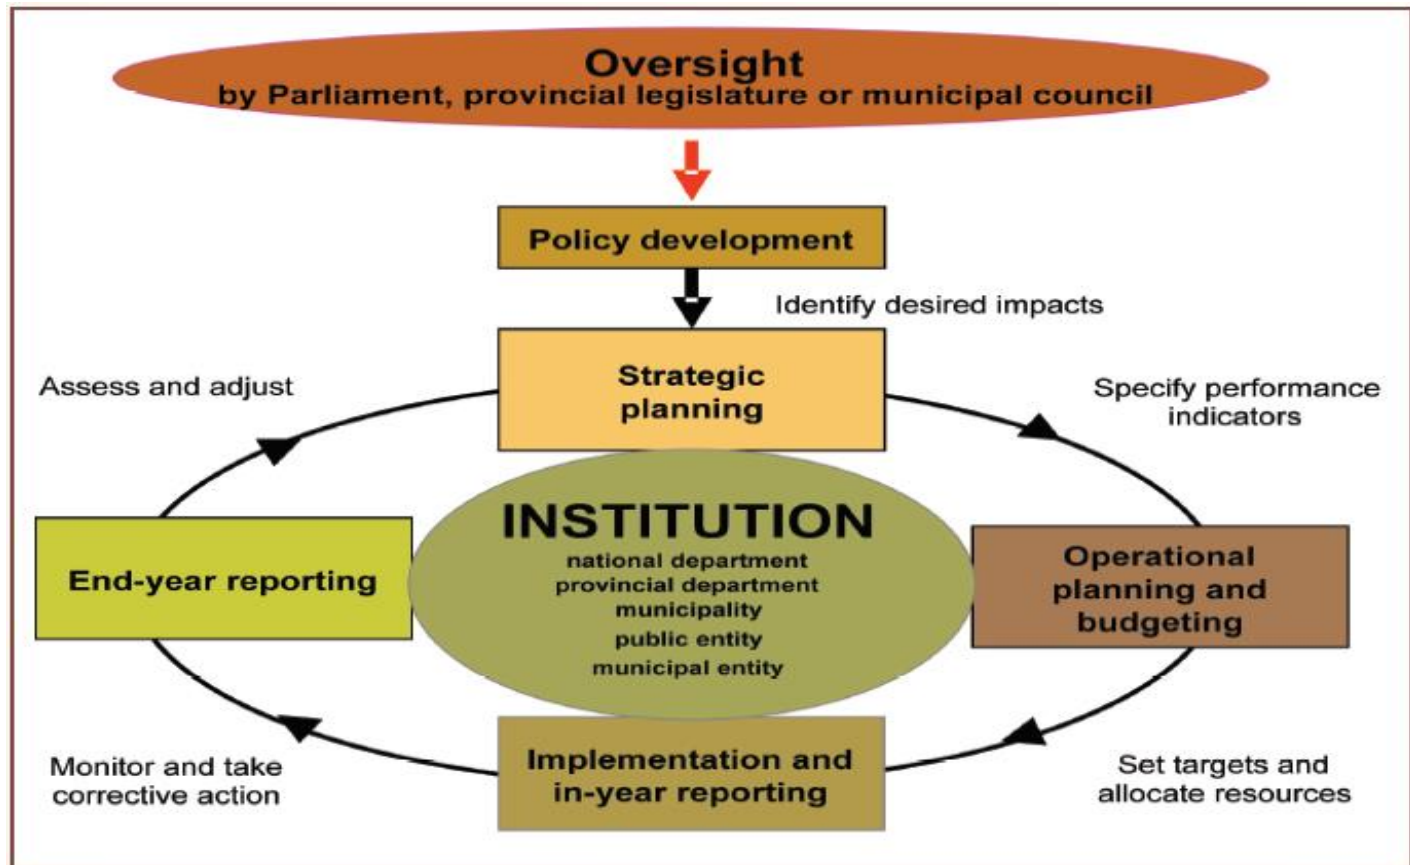 Oversight
by Parliament, provincial legislature or municipal council
Policy development
Identify desired impacts
Strategic
planning
Assess and adjust
Specify performance
indicators
INSTITUTION
national department
provincial department
municipality
public entity
municipal entity
End-year reporting
Operational
planning and
budgeting
Implementation and
in-year reporting
Monitor and take
corrective action
Set targets and
allocate resources